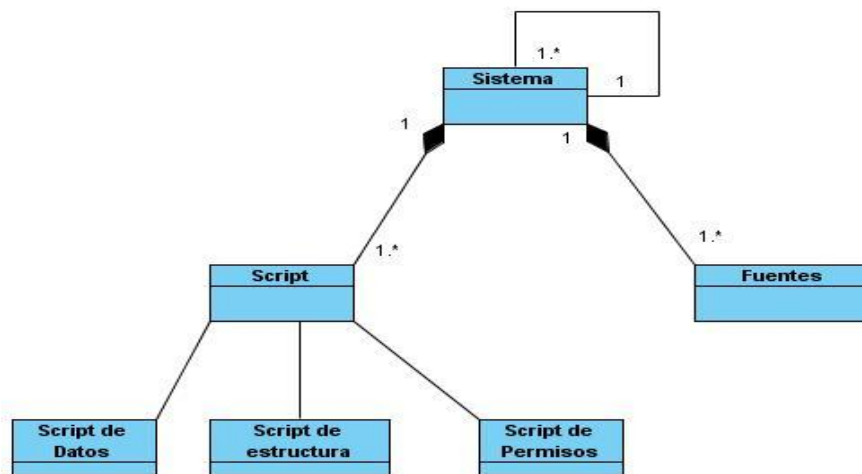 1.*
Sistema
1
1
1
1.*
1.*
Script
Fuentes
Script de
Datos
Script de
estructura
Script de
Permisos